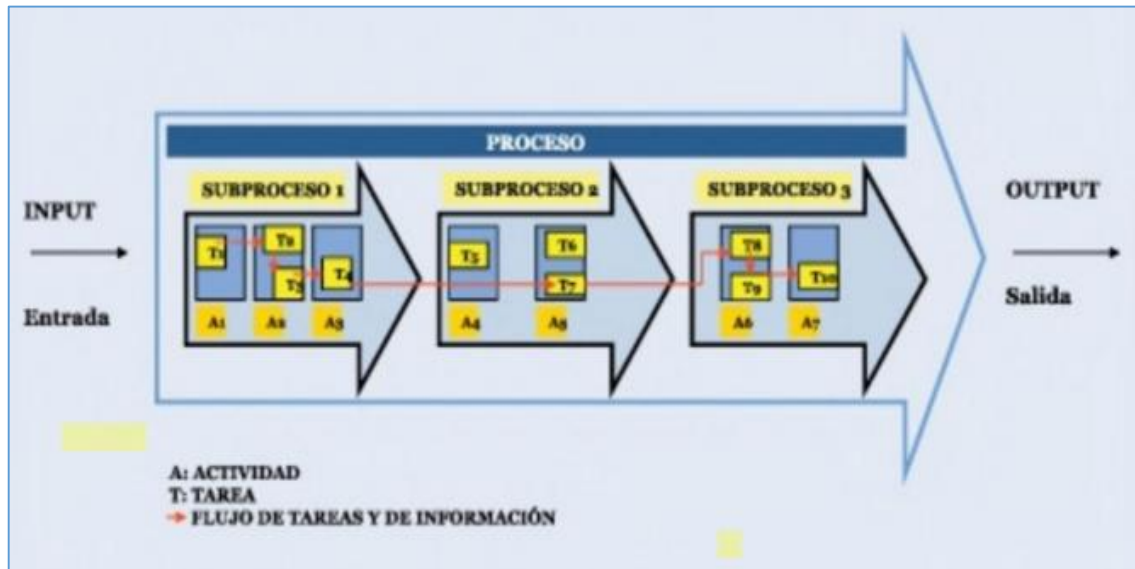 PROCESO
SUBPROCESO 1
SUBPROCESO 2
SUBPROCESO 3
INPUT
Entrada
T1
T2
T3
T4
A1
A2
A3
T5
T6
T7
A4
A5
T8
T9
T10
A6
A7
OUTPUT
Salida
A: ACTIVIDAD
T: TAREA
FLUJO DE TAREAS Y DE INFORMACIÓN